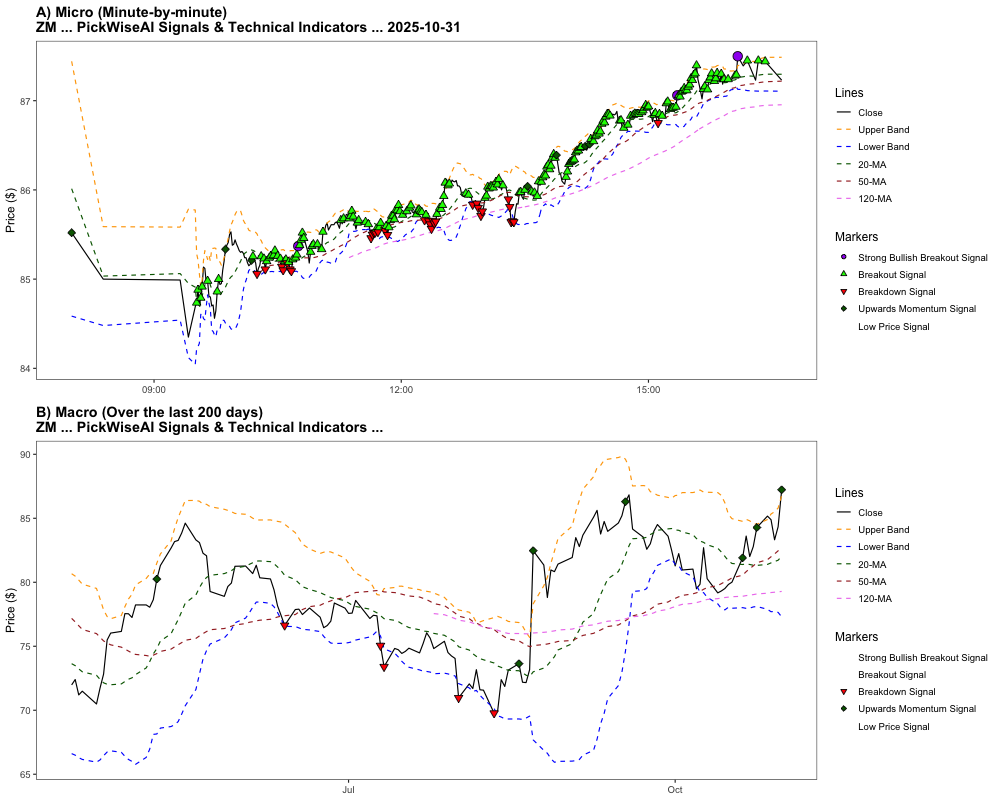 A) Micro (Minute-by-minute)
ZM ... PickWiseAI Signals & Technical Indicators ... 2025-10-31
Price ($)
87
86
85
84
09:00
12:00
15:00
Lines
Close
Upper Band
Lower Band
20-MA
50-MA
120-MA
Markers
Strong Bullish Breakout Signal
Breakout Signal
Breakdown Signal
Upwards Momentum Signal
Low Price Signal
B) Macro (Over the last 200 days)
ZM ... PickWiseAI Signals & Technical Indicators ...
Price ($)
90
85
80
75
70
65
Jul
Oct
Lines
Close
Upper Band
Lower Band
20-MA
50-MA
120-MA
Markers
Strong Bullish Breakout Signal
Breakout Signal
Breakdown Signal
Upwards Momentum Signal
Low Price Signal